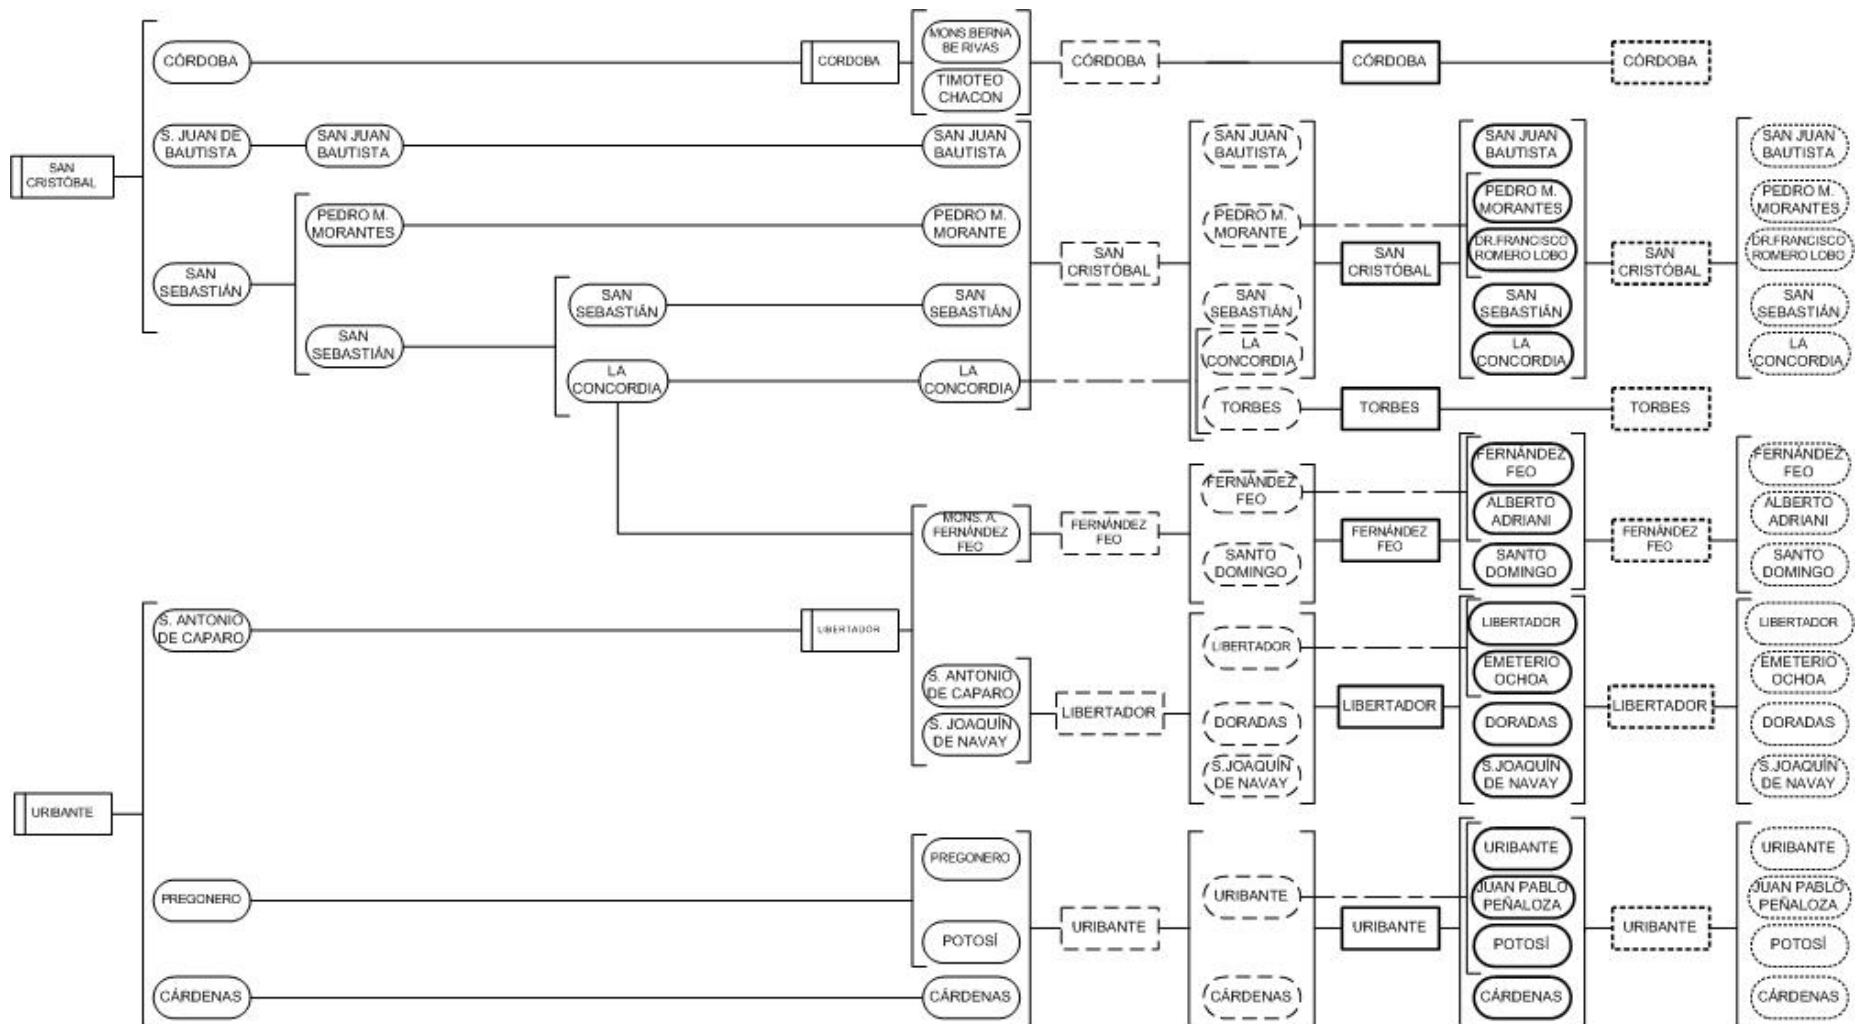 SAN
CRISTÓBAL
URIBANTE
CÓRDOBA
S. JUAN DE
BAUTISTA
SAN
SEBASTIÁN
S. ANTONIO
DE CAPARO
PREGONERO
CÁRDENAS
SAN JUAN
BAUTISTA
PEDRO M.
MORANTES
SAN
SEBASTIÁN
SAN
SEBASTIÁN
LA
CONCORDIA
CORDOBA
LIBERTADOR
MONS.BERNA
BE RIVAS
TIMOTEO
CHACON
SAN JUAN
BAUTISTA
PEDRO M.
MORANTE
SAN
SEBASTIÁN
LA
CONCORDIA
MONS. A.
FERNÁNDEZ
FEO
S. ANTONIO
DE CAPARO
S. JOAQUÍN
DE NAVAY
PREGONERO
POTOSÍ
CÁRDENAS
CÓRDOBA
SAN
CRISTÓBAL
FERNÁNDEZ
FEO
LIBERTADOR
URIBANTE
SAN JUAN
BAUTISTA
PEDRO M.
MORANTE
SAN
SEBASTIÁN
LA
CONCORDIA
TORBES
FERNÁNDEZ
FEO
SANTO
DOMINGO
LIBERTADOR
DORADAS
S.JOAQUÍN
DE NAVAY
URIBANTE
CÁRDENAS
CÓRDOBA
SAN
CRISTÓBAL
TORBES
FERNÁNDEZ
FEO
LIBERTADOR
URIBANTE
SAN JUAN
BAUTISTA
PEDRO M.
MORANTES
DR.FRANCISCO
ROMERO LOBO
SAN
SEBASTIÁN
LA
CONCORDIA
FERNÁNDEZ
FEO
ALBERTO
ADRIANI
SANTO
DOMINGO
LIBERTADOR
EMETERIO
OCHOA
DORADAS
S.JOAQUÍN
DE NAVAY
URIBANTE
JUAN PABLO
PEÑALOZA
POTOSÍ
CÁRDENAS
CÓRDOBA
SAN
CRISTÓBAL
TORBES
FERNÁNDEZ
FEO
LIBERTADOR
URIBANTE
SAN JUAN
BAUTISTA
PEDRO M.
MORANTES
DR.FRANCISCO
ROMERO LOBO
SAN
SEBASTIÁN
LA
CONCORDIA
FERNÁNDEZ
FEO
ALBERTO
ADRIANI
SANTO
DOMINGO
LIBERTADOR
EMETERIO
OCHOA
DORADAS
S.JOAQUÍN
DE NAVAY
URIBANTE
JUAN PABLO
PEÑALOZA
POTOSÍ
CÁRDENAS